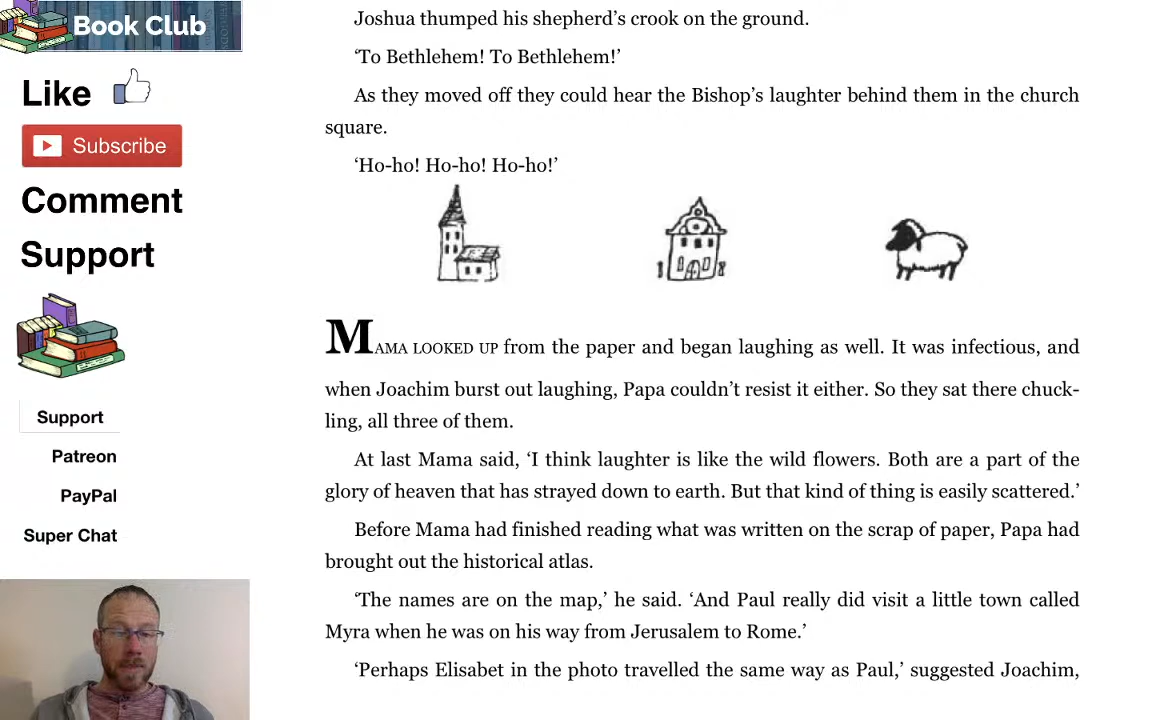 Book Club
Like
Subscribe
Comment
Support
Support
Patreon
PayPal
Super Chat
Joshua thumped his shepherd’s crook on the ground.
‘To Bethlehem! To Bethlehem!’
As they moved off they could hear the Bishop’s laughter behind them in the church
square.
‘Ho-ho! Ho-ho! Ho-ho!’
MAMA LOOKED UP from the paper and began laughing as well. It was infectious, and
when Joachim burst out laughing, Papa couldn’t resist it either. So they sat there chuck-
ling, all three of them.
At last Mama said, ‘I think laughter is like the wild flowers. Both are a part of the
glory of heaven that has strayed down to earth. But that kind of thing is easily scattered.’
Before Mama had finished reading what was written on the scrap of paper, Papa had
brought out the historical atlas.
‘The names are on the map,’ he said. ‘And Paul really did visit a little town called
Myra when he was on his way from Jerusalem to Rome.’
‘Perhaps Elisabet in the photo travelled the same way as Paul,’ suggested Joachim,